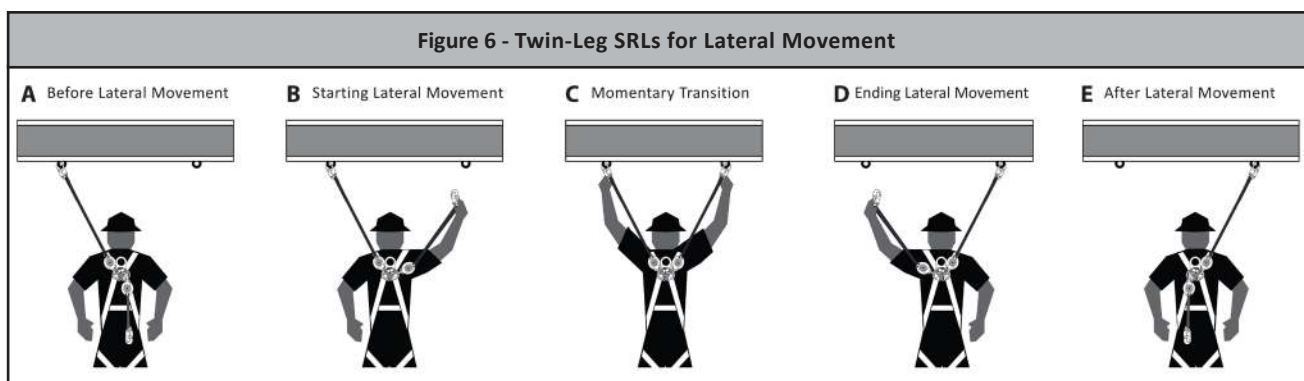 Figure 6 - Twin-Leg SRLs for Lateral Movement
A Before Lateral Movement
B Starting Lateral Movement
C Momentary Transition
D Ending Lateral Movement
E After Lateral Movement